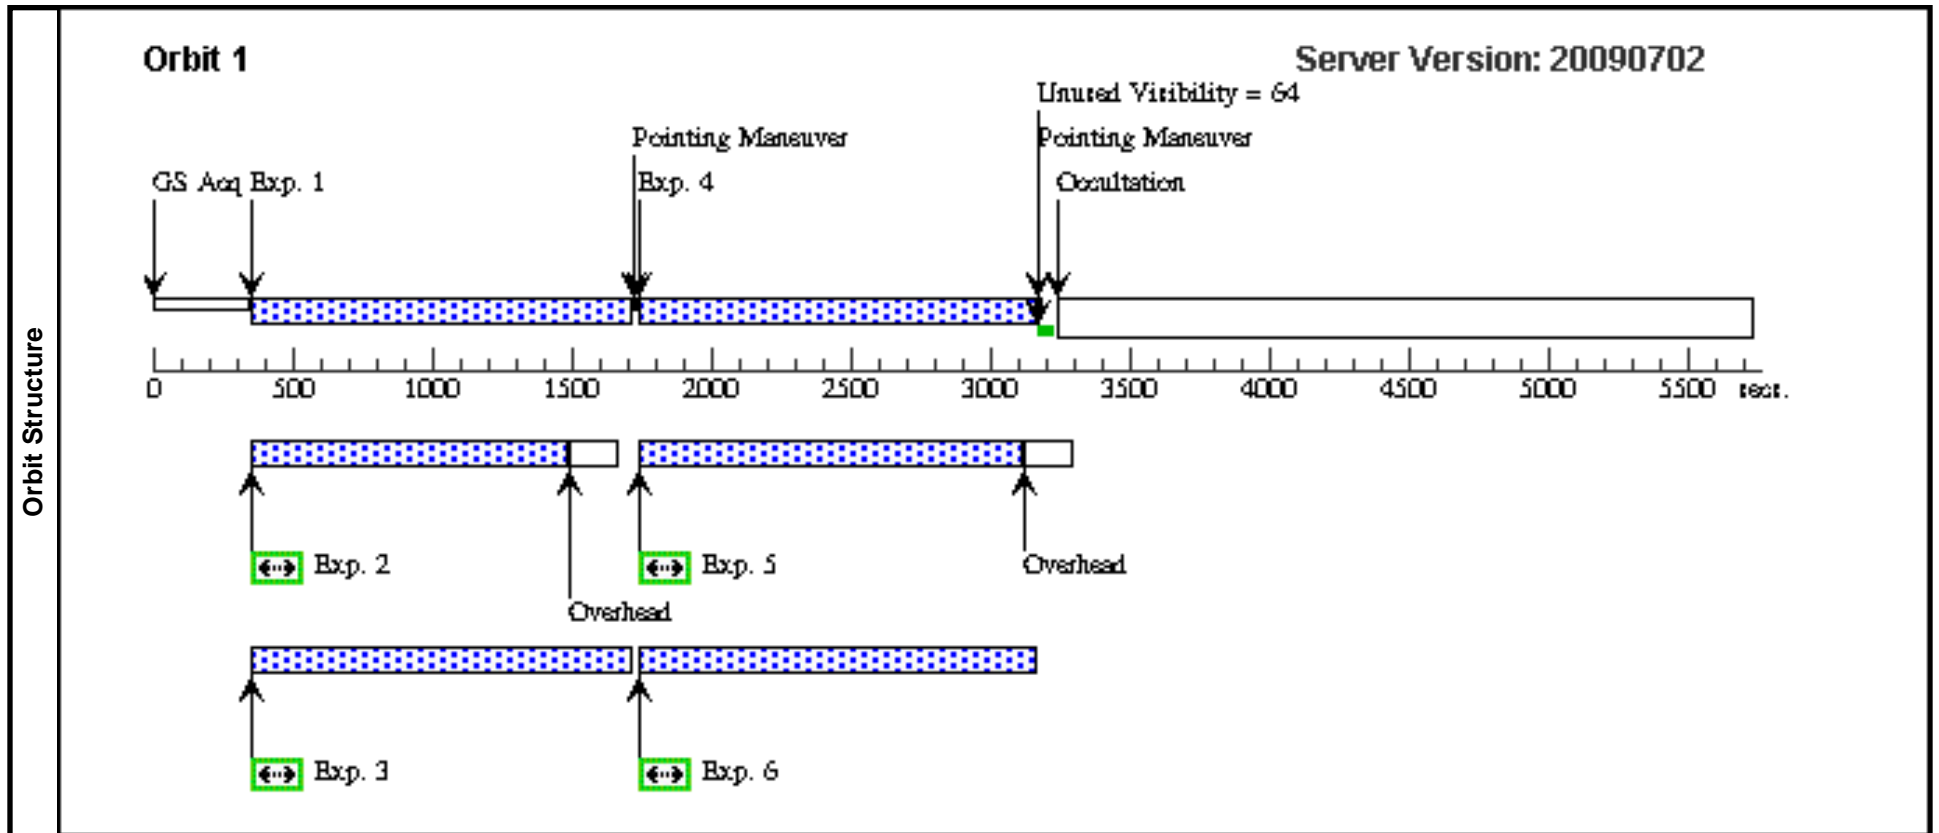 Orbit Structure
Orbit 1
Server Version: 20090702
Unused Visibility = 64
Pointing Maneuver
Pointing Maneuver
GS Acq
Exp. 1
Exp. 4
Occultation
0 500 1000 1500 2000 2500 3000 3500 4000 4500 5000 5500 secs.
Exp. 2
Exp. 5
Overhead
Overhead
Exp. 3
Exp. 6